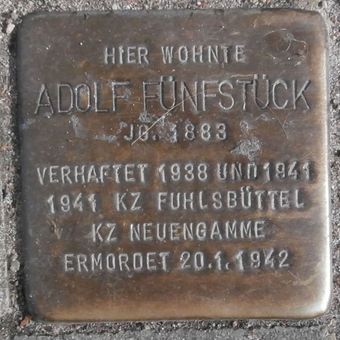 HIER WOHNTE
ADOLF FÜNFSTÜCK
JG. 1883
VERHAFTET 1938 UND 1941
1941 KZ FUHLSBÜTTEL
KZ NEUENGAMME
ERMORDET 20.1.1942